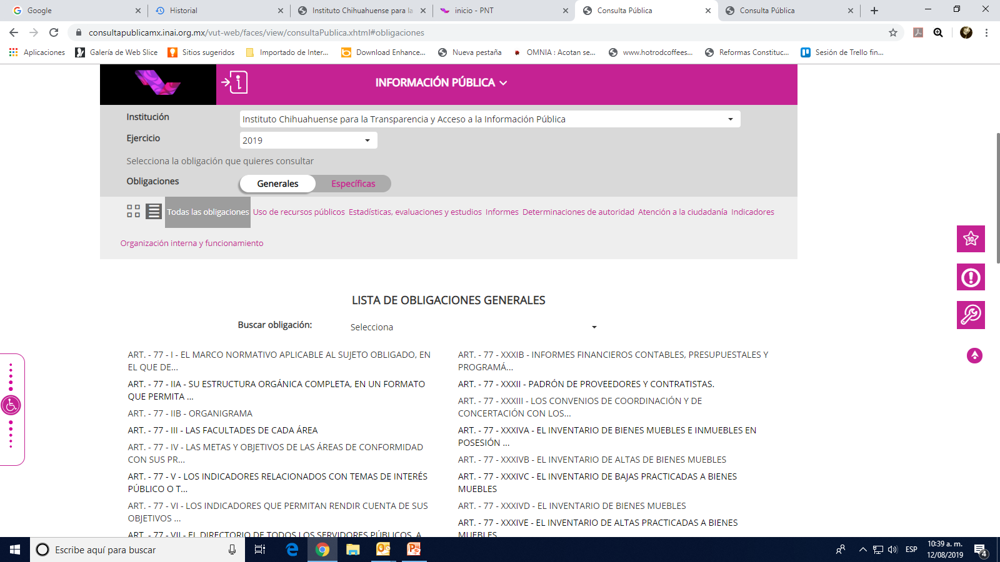 Google
Historial
Instituto Chihuahuense para la
inicio - PNT
Consulta Pública
Consulta Pública
consultapublicamx.inai.org.mx/vut-web/faces/view/consultaPublica.xhtml#obligaciones
Aplicaciones
Galería de Web Slice
Sitios sugeridos
Importado de Inter...
Download Enhance...
Nueva pestaña
OMNIA : Acotan se...
www.hotrodcoffees...
Reformas Constituc...
Sesión de Trello fin...
INFORMACIÓN PÚBLICA
Institución
Instituto Chihuahuense para la Transparencia y Acceso a la Información Pública
Ejercicio
2019
Selecciona la obligación que quieres consultar
Obligaciones
Generales
Específicas
Todas las obligaciones
Uso de recursos públicos
Estadísticas, evaluaciones y estudios
Informes
Determinaciones de autoridad
Atención a la ciudadanía
Indicadores
Organización interna y funcionamiento
10
LISTA DE OBLIGACIONES GENERALES
Buscar obligación:
Selecciona
ART. - 77 - I - EL MARCO NORMATIVO APLICABLE AL SUJETO OBLIGADO, EN
EL QUE DE...
ART. - 77 - IIA - SU ESTRUCTURA ORGÁNICA COMPLETA, EN UN FORMATO
QUE PERMITA ...
ART. - 77 - IIB - ORGANIGRAMA
ART. - 77 - III - LAS FACULTADES DE CADA ÁREA
ART. - 77 - IV - LAS METAS Y OBJETIVOS DE LAS ÁREAS DE CONFORMIDAD
CON SUS PR...
ART. - 77 - V - LOS INDICADORES RELACIONADOS CON TEMAS DE INTERÉS
PÚBLICO O T...
ART. - 77 - VI - LOS INDICADORES QUE PERMITAN RENDIR CUENTA DE SUS
OBJETIVOS ...
ART. - 77 - VII - EL DIRECTORIO DE TODOS LOS SERVIDORES PÚBLICOS, A
ART. - 77 - XXXIB - INFORMES FINANCIEROS CONTABLES, PRESUPUESTALES Y
PROGRAMÁ...
ART. - 77 - XXXII - PADRÓN DE PROVEEDORES Y CONTRATISTAS.
ART. - 77 - XXXIII - LOS CONVENIOS DE COORDINACIÓN Y DE
CONCERTACIÓN CON LOS...
ART. - 77 - XXXIVA - EL INVENTARIO DE BIENES MUEBLES E INMUEBLES EN
POSESIÓN ...
ART. - 77 - XXXIVB - EL INVENTARIO DE ALTAS DE BIENES MUEBLES
ART. - 77 - XXXIVC - EL INVENTARIO DE BAJAS PRACTICADAS A BIENES
MUEBLES
ART. - 77 - XXXIVD - EL INVENTARIO DE BIENES MUEBLES
ART. - 77 - XXXIVE - EL INVENTARIO DE ALTAS PRACTICADAS A BIENES
MUEBLES
Escribe aquí para buscar
ESP
10:39 a. m.
12/08/2019
4